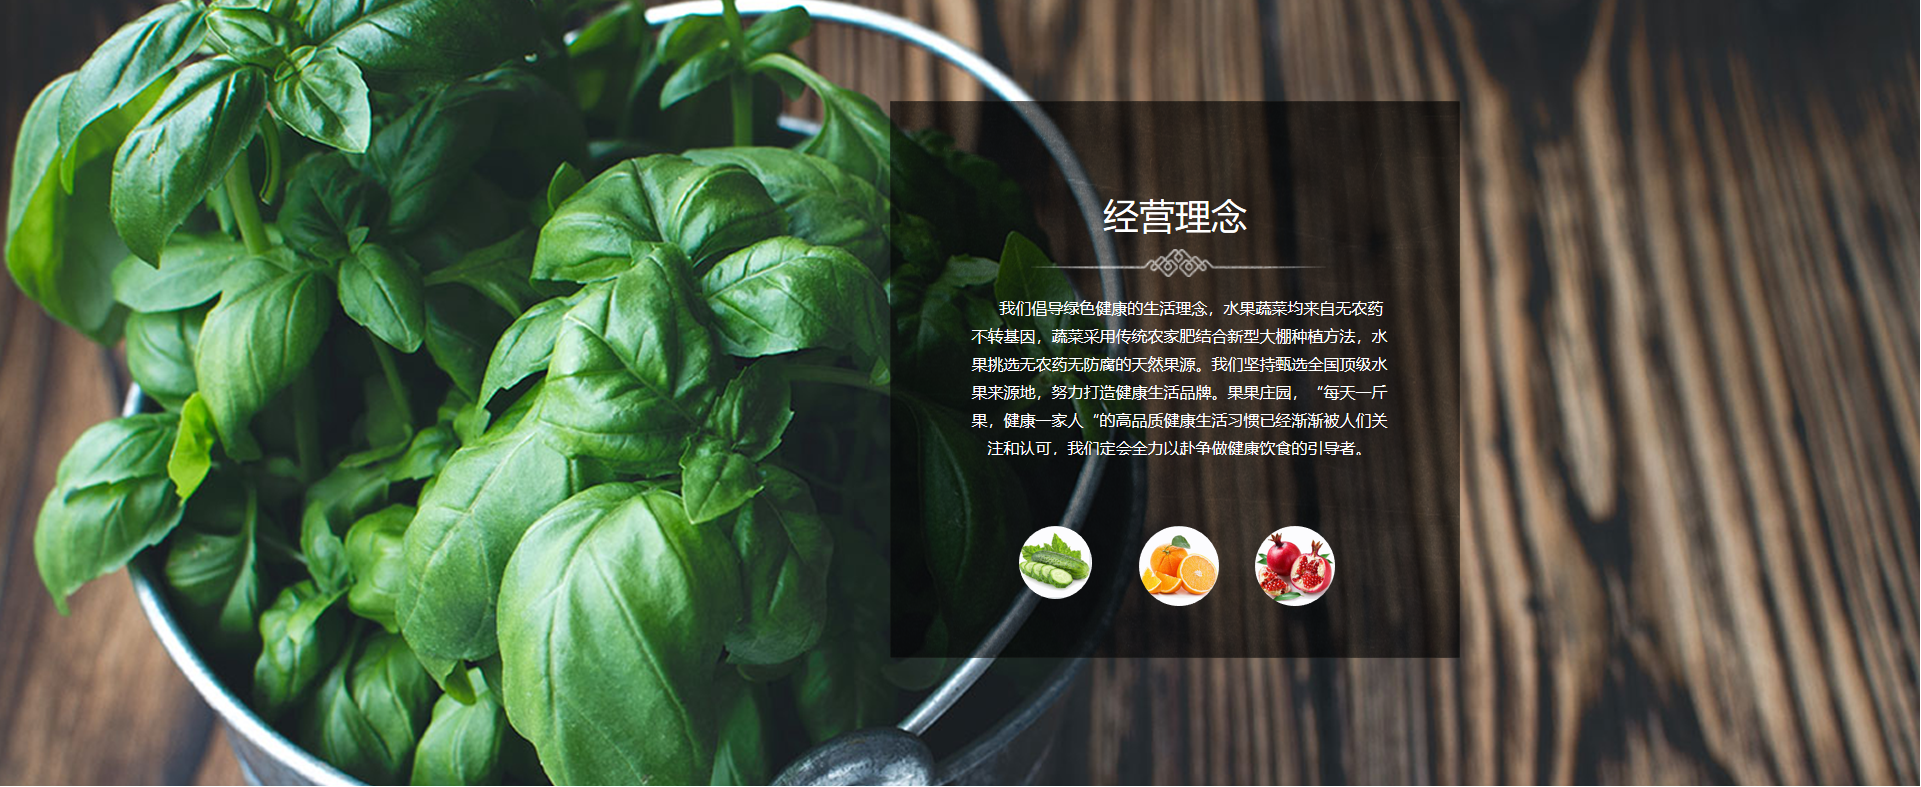 经营理念
我们倡导绿色健康的生活理念，水果蔬菜均来自无农药
不转基因，蔬菜采用传统农家肥结合新型大棚种植方法，水
果挑选无农药无防腐的天然果源。我们坚持甄选全国顶级水
果来源地，努力打造健康生活品牌。果果庄园，“每天一斤
果，健康一家人“的高品质健康生活习惯已经渐渐被人们关
注和认可，我们定会全力以赴争做健康饮食的引导者。